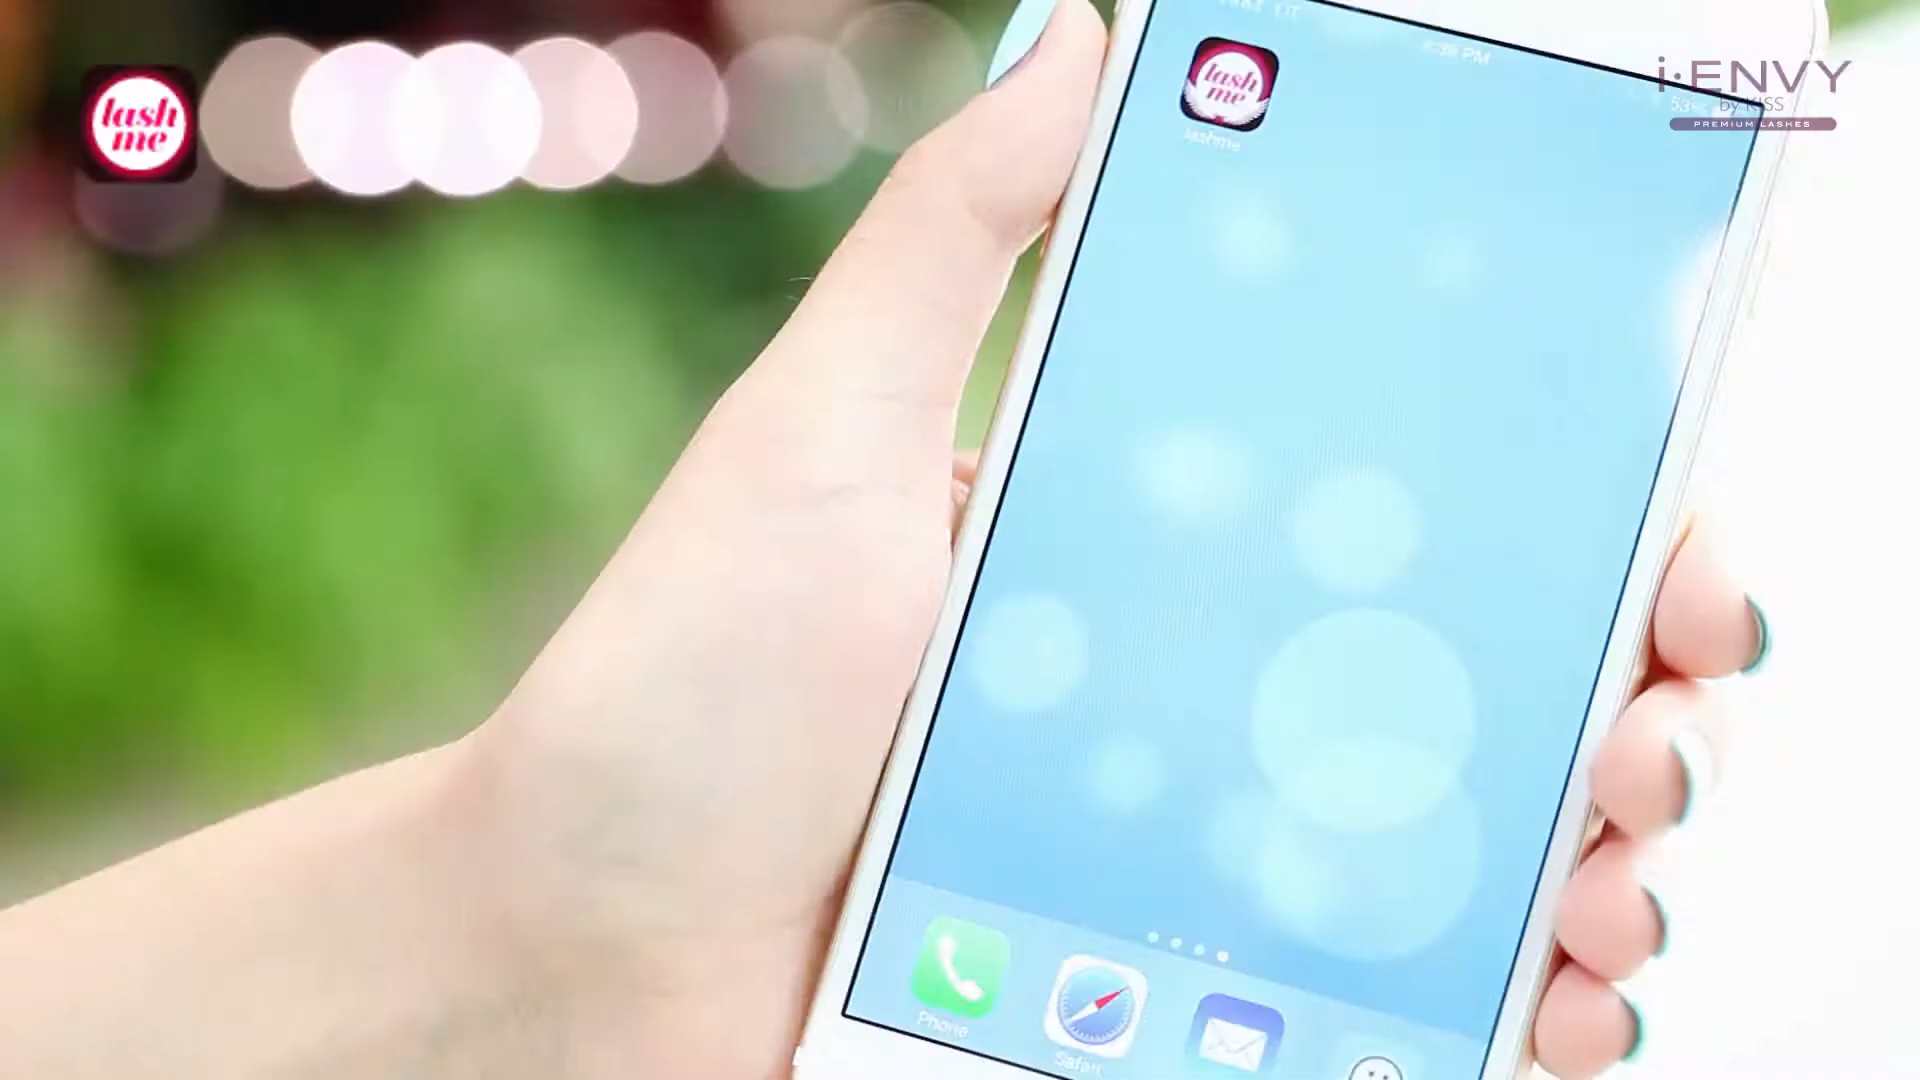 lash
me
lash
me
lashme
i·ENVY
by KISS
PREMIUM LASHES
Phone
Safari